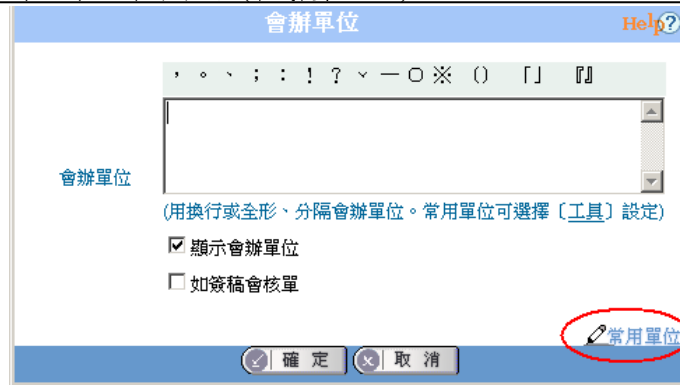 會辦單位
Help?
，。、；：！？ˇ—○※（）「」『』
會辦單位
(用換行或全形、分隔會辦單位。常用單位可選擇〔工具〕設定)
顯示會辦單位
如簽稿會核單
常用單位
確定 取消